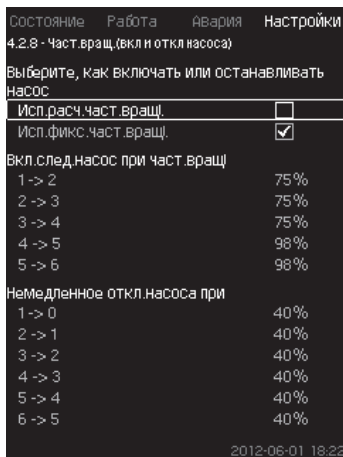 Состояние Работа Авария Настройки
4.2.8 - Част.вращ.(вкл и откл насоса)
Выберите, как включать или останавливать
насос
Исп.расч.част.вращ.
Исп.фикс.част.вращ.
Вкл.след.насос при част.вращ
1 -> 2 75%
2 -> 3 75%
3 -> 4 75%
4 -> 5 98%
5 -> 6 98%
Немедленное откл.насоса при
1 -> 0 40%
2 -> 1 40%
3 -> 2 40%
4 -> 3 40%
5 -> 4 40%
6 -> 5 40%
2012-06-01 18:22